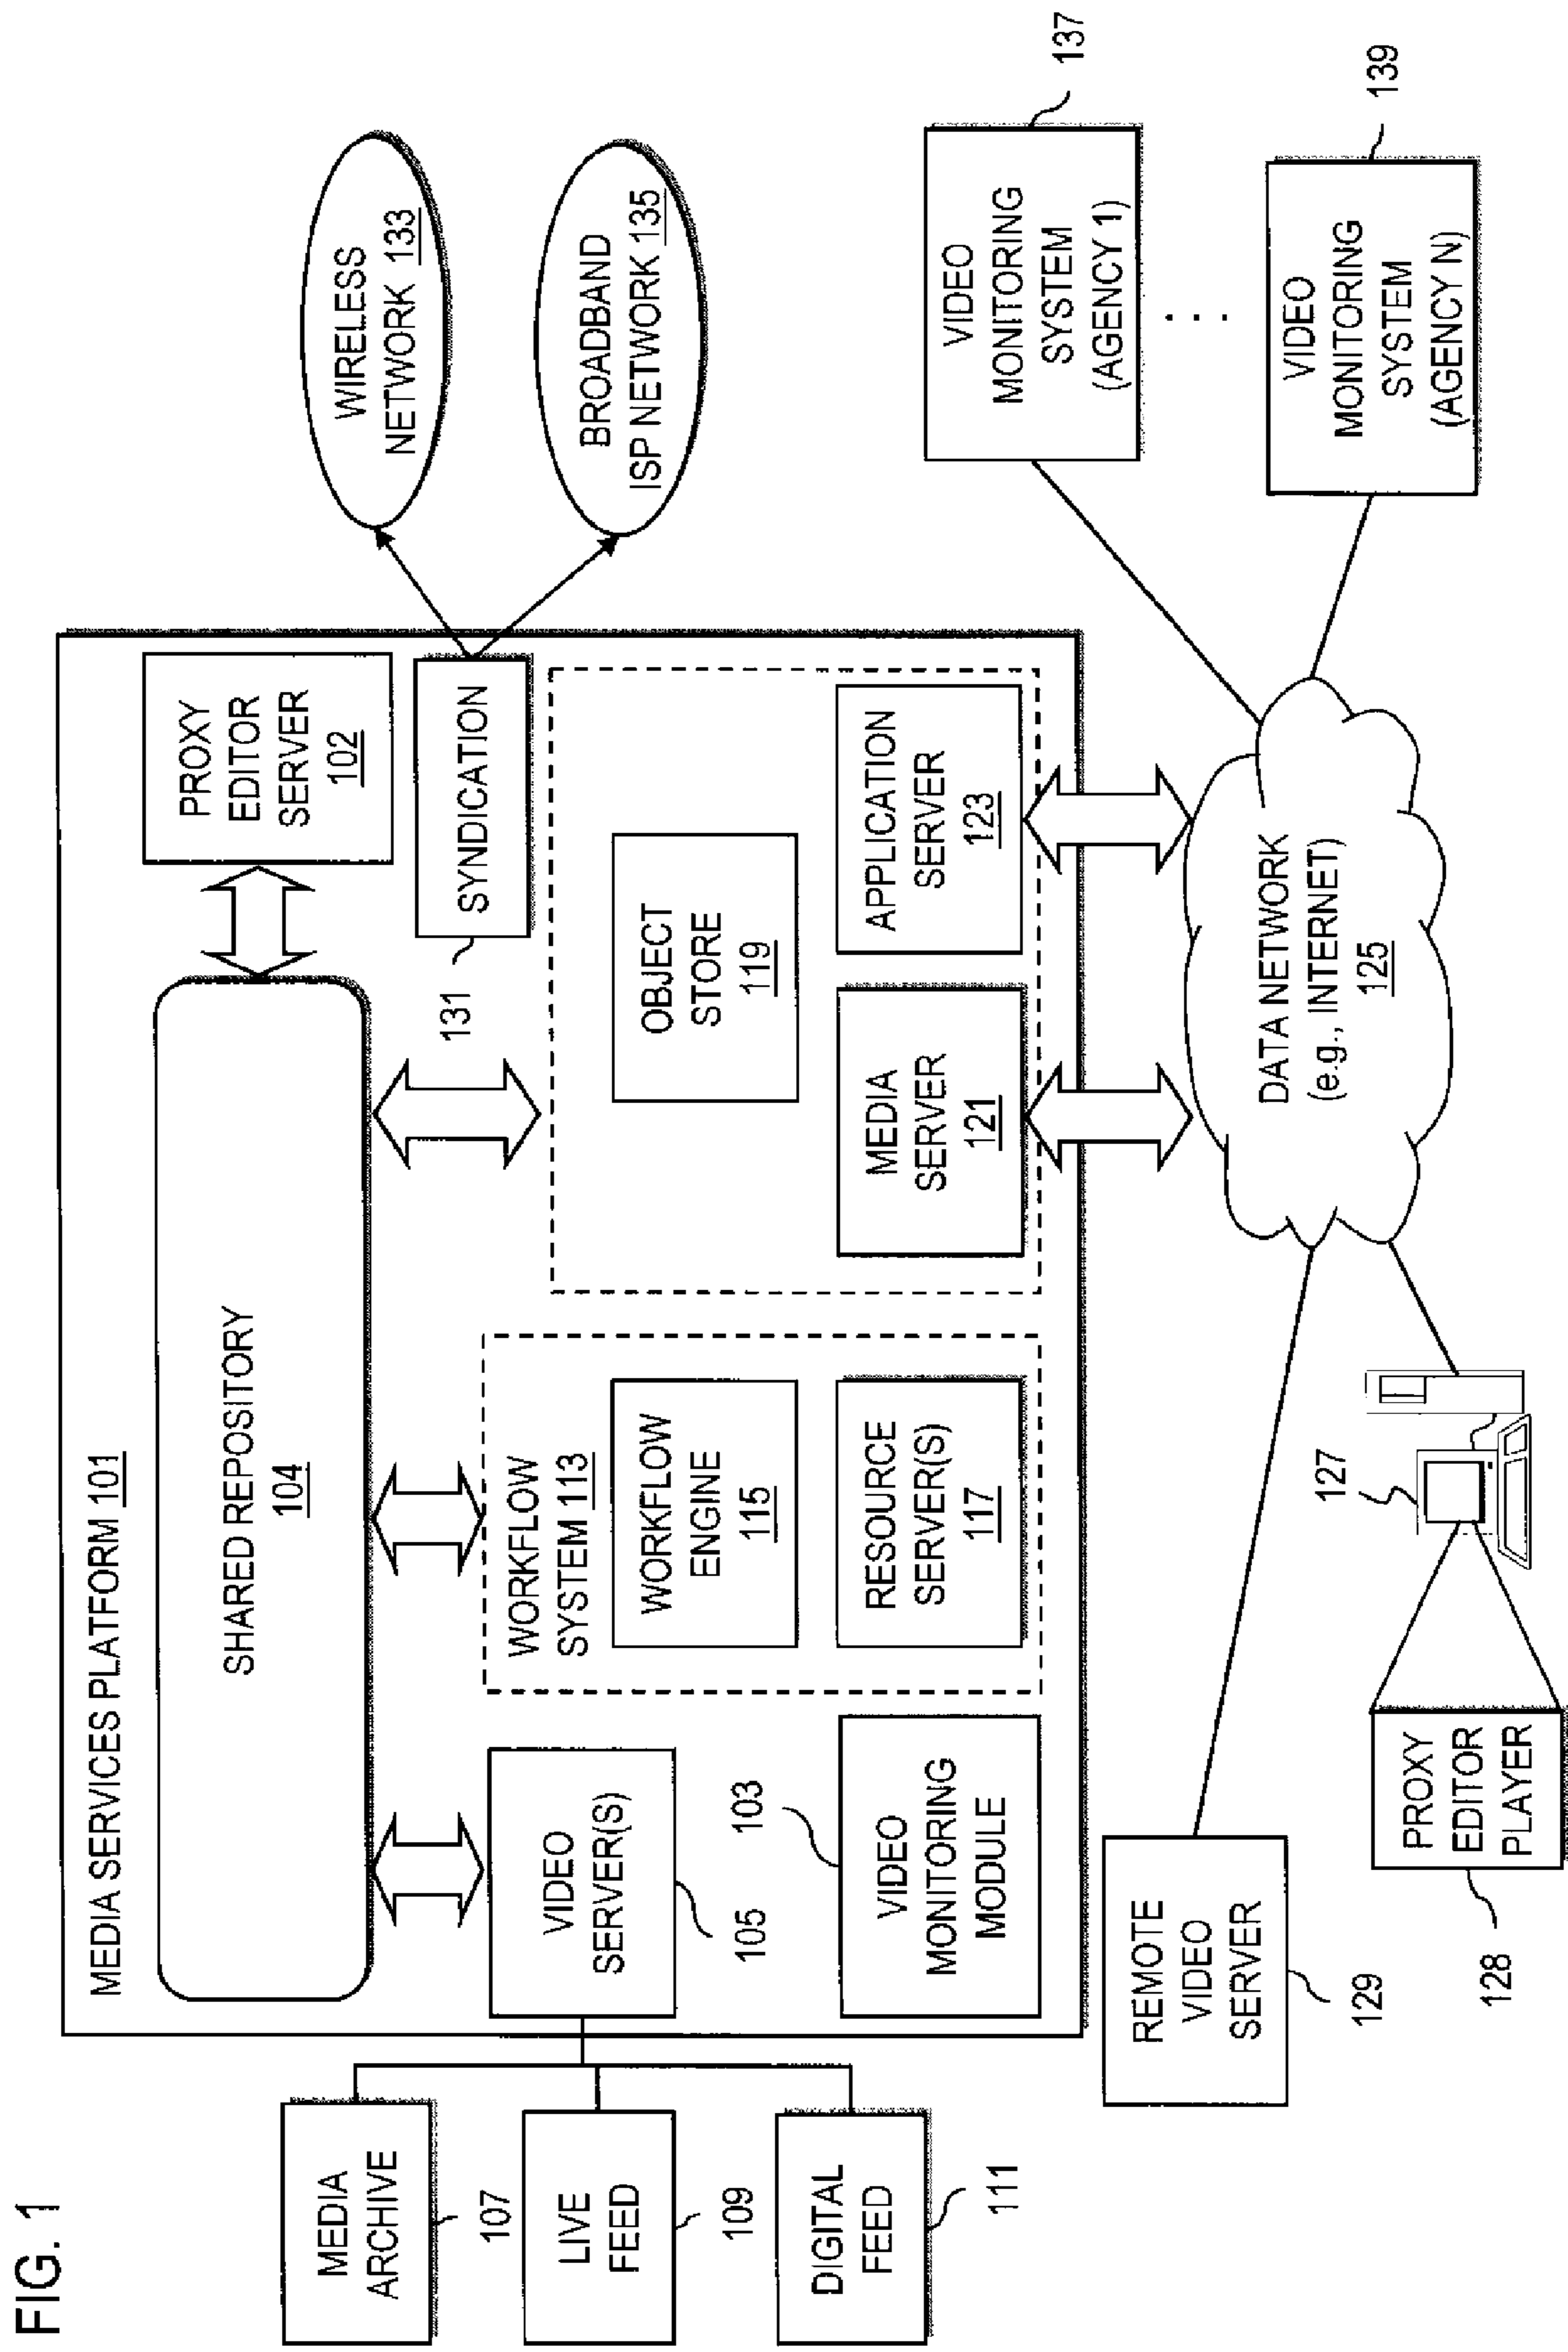 FIG. 1
MEDIA SERVICES PLATFORM 101
SHARED REPOSITORY
104
PROXY
EDITOR
SERVER
102
WIRELESS
NETWORK 133
BROADBAND
ISP NETWORK 135
SYNDICATION
131
MEDIA
ARCHIVE
107
LIVE
FEED
109
DIGITAL
FEED
111
VIDEO
SERVER(S)
105
VIDEO
MONITORING
MODULE
103
WORKFLOW
SYSTEM 113
WORKFLOW
ENGINE
115
RESOURCE
SERVER(S)
117
OBJECT
STORE
119
MEDIA
SERVER
121
APPLICATION
SERVER
123
VIDEO
MONITORING
SYSTEM
(AGENCY 1)
137
. . .
VIDEO
MONITORING
SYSTEM
(AGENCY N)
139
DATA NETWORK
(e.g., INTERNET)
125
REMOTE
VIDEO
SERVER
129
127
PROXY
EDITOR
PLAYER
128